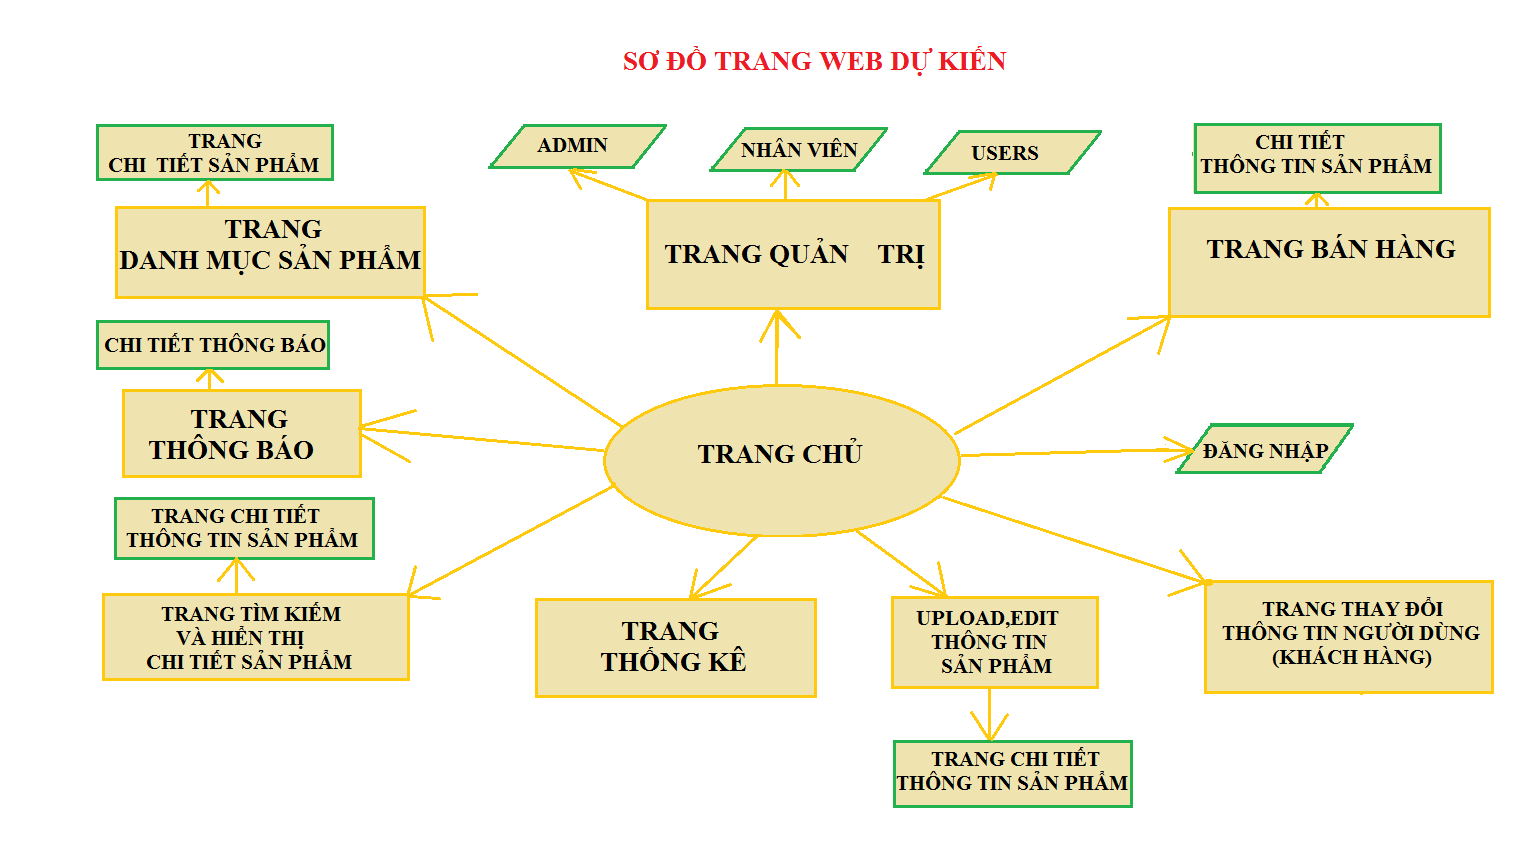 SƠ ĐỒ TRANG WEB DỰ KIẾN
TRANG
CHI TIẾT SẢN PHẨM
ADMIN
NHÂN VIÊN
USERS
CHI TIẾT
THÔNG TIN SẢN PHẨM
TRANG
DANH MỤC SẢN PHẨM
TRANG QUẢN TRỊ
TRANG BÁN HÀNG
CHI TIẾT THÔNG BÁO
TRANG
THÔNG BÁO
TRANG CHỦ
ĐĂNG NHẬP
TRANG CHI TIẾT
THÔNG TIN SẢN PHẨM
TRANG TÌM KIẾM
VÀ HIỂN THỊ
CHI TIẾT SẢN PHẨM
TRANG
THỐNG KÊ
UPLOAD,EDIT
THÔNG TIN
SẢN PHẨM
TRANG THAY ĐỔI
THÔNG TIN NGƯỜI DÙNG
(KHÁCH HÀNG)
TRANG CHI TIẾT
THÔNG TIN SẢN PHẨM